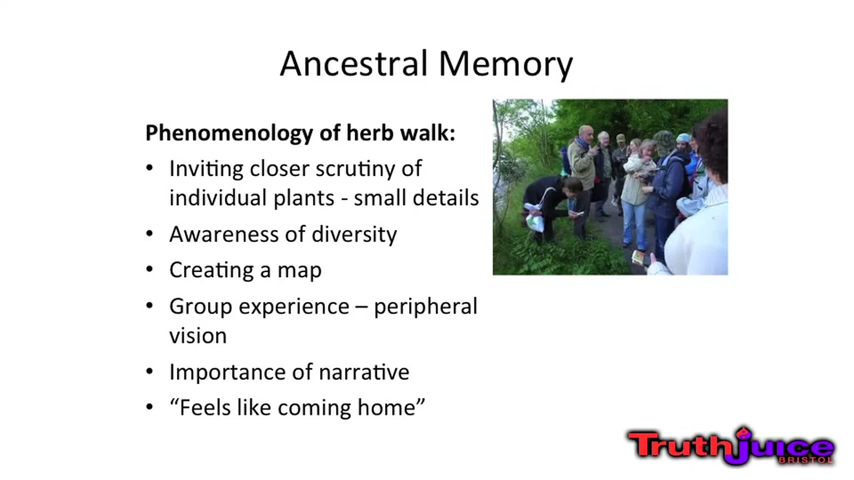 Ancestral Memory
Phenomenology of herb walk:
• Inviting closer scrutiny of
individual plants - small details
• Awareness of diversity
• Creating a map
• Group experience – peripheral
vision
• Importance of narrative
• “Feels like coming home”
Truthjuice
BRISTOL